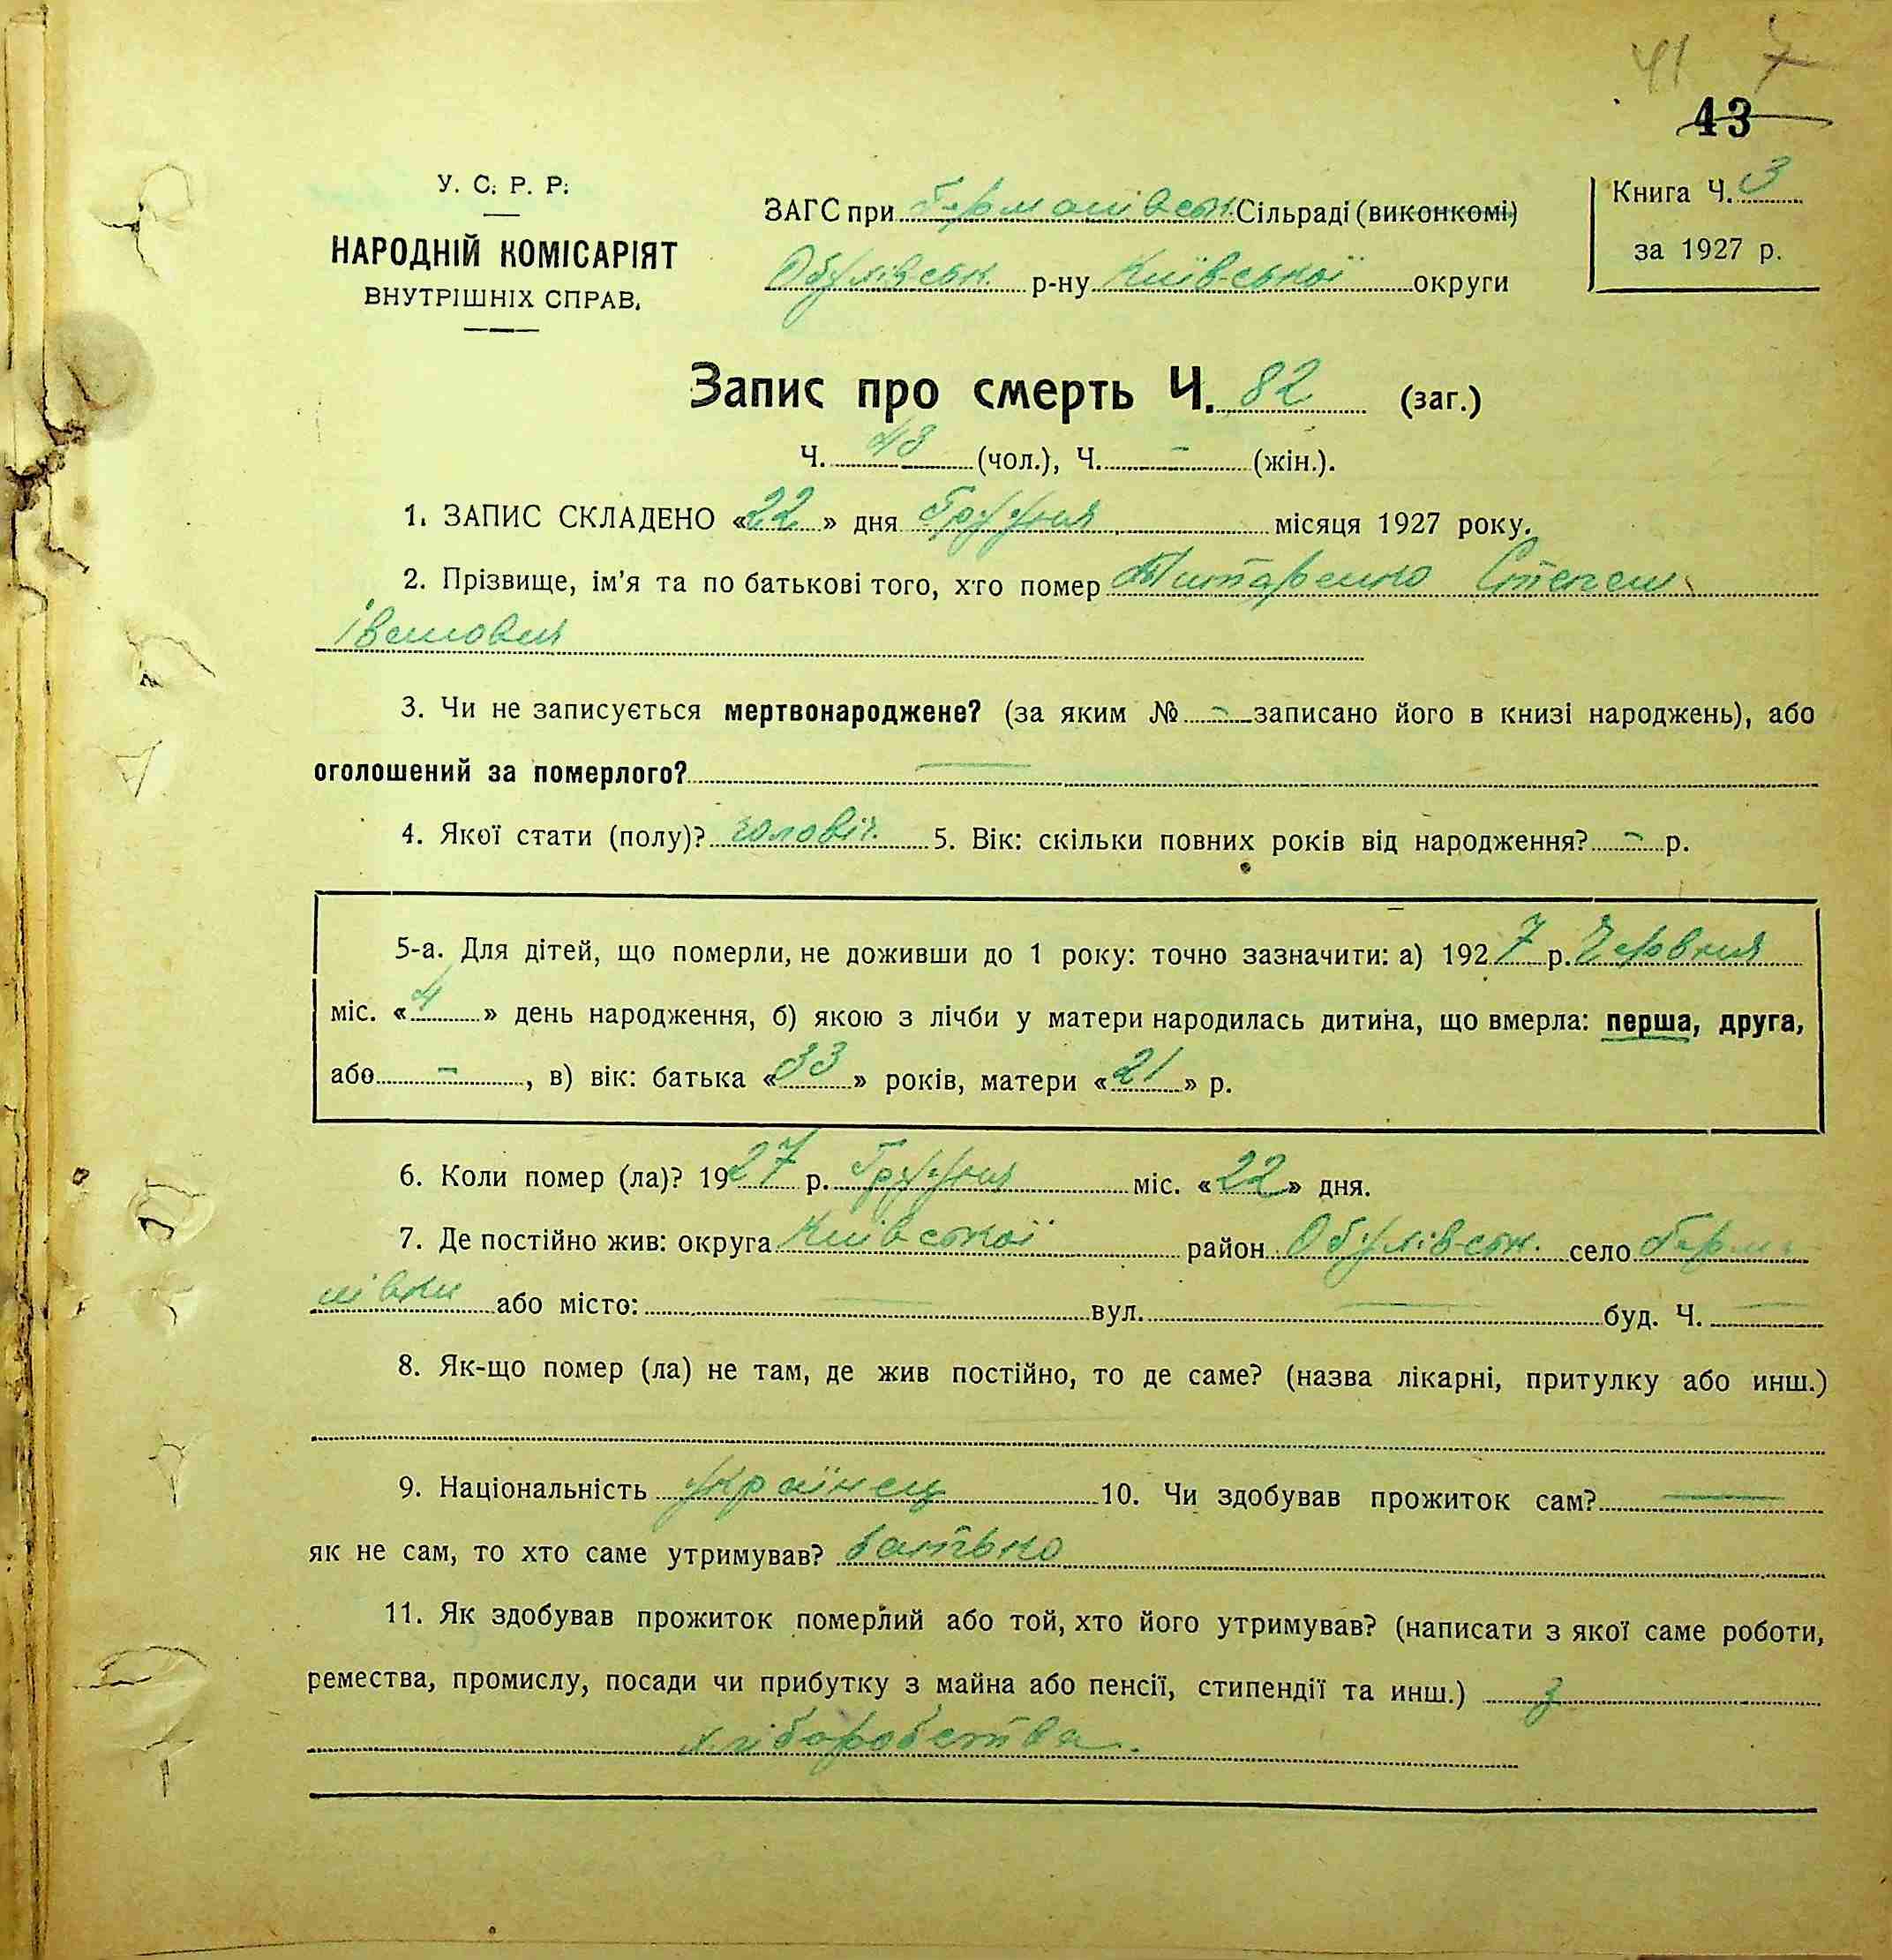 41 7
43
У. С. Р. Р.
НАРОДНІЙ КОМІСАРІЯТ
ВНУТРІШНІХ СПРАВ.
ЗАГС при Германівськ. Сільраді (виконкомі)
Обухівськ. р-ну Київської округи
Книга Ч. 3
за 1927 р.
Запис про смерть Ч. 82 (заг.)
Ч. 48 (чол.), Ч. - (жін.).
1. ЗАПИС СКЛАДЕНО «22» дня Грудня місяця 1927 року.
2. Прізвище, ім'я та по батькові того, хто помер Титаренко Степан
Іванович
3. Чи не записується мертвонароджене? (за яким № - записано його в книзі народжень), або
оголошений за померлого? —
4. Якої стати (полу)? чоловіч. 5. Вік: скільки повних років від народження? - р.
5-а. Для дітей, що померли, не доживши до 1 року: точно зазначити: а) 1927 р. Червния
міс. «4» день народження, б) якою з лічби у матери народилась дитина, що вмерла: перша, друга,
або -, в) вік: батька «33» років, матери «21» р.
6. Коли помер (ла)? 1927 р. Грудня міс. «22» дня.
7. Де постійно жив: округа Київської район Обухівськ. село Герма
нівки або місто: — вул. — буд. Ч. —
8. Як-що помер (ла) не там, де жив постійно, то де саме? (назва лікарні, притулку або инш.)
9. Національність українец 10. Чи здобував прожиток сам? —
як не сам, то хто саме утримував? батько
11. Як здобував прожиток померлий або той, хто його утримував? (написати з якої саме роботи,
ремества, промислу, посади чи прибутку з майна або пенсії, стипендії та инш.) з
хліборобства.